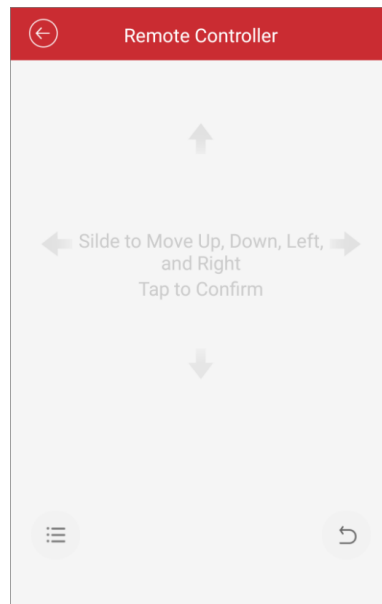 Remote Controller
Silde to Move Up, Down, Left,
and Right
Tap to Confirm